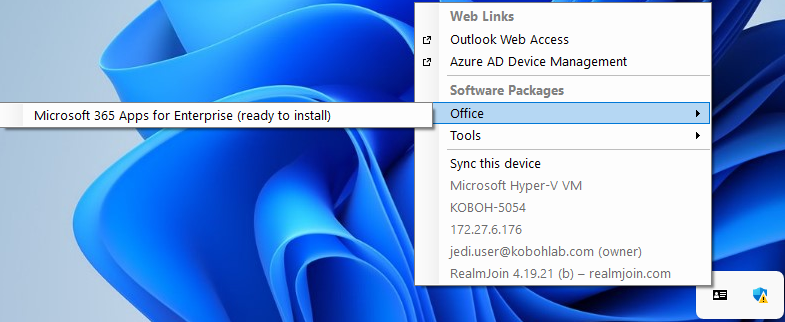 Web Links
Outlook Web Access
Azure AD Device Management
Software Packages
Microsoft 365 Apps for Enterprise (ready to install)
Office
Tools
Sync this device
Microsoft Hyper-V VM
KOBOH-5054
172.27.6.176
jedi.user@kobohlab.com (owner)
RealmJoin 4.19.21 (b) – realmjoin.com